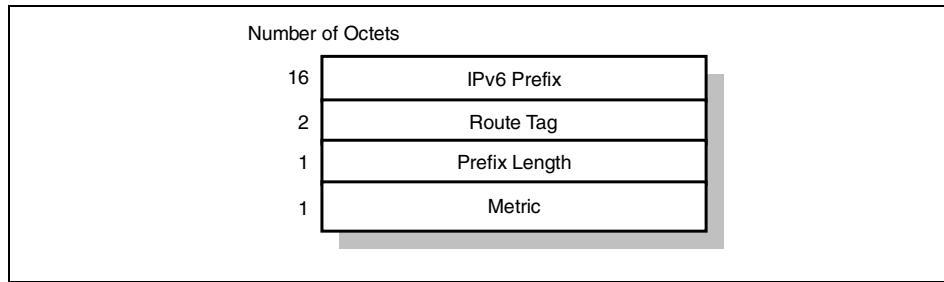 Number of Octets
16 IPv6 Prefix
2 Route Tag
1 Prefix Length
1 Metric